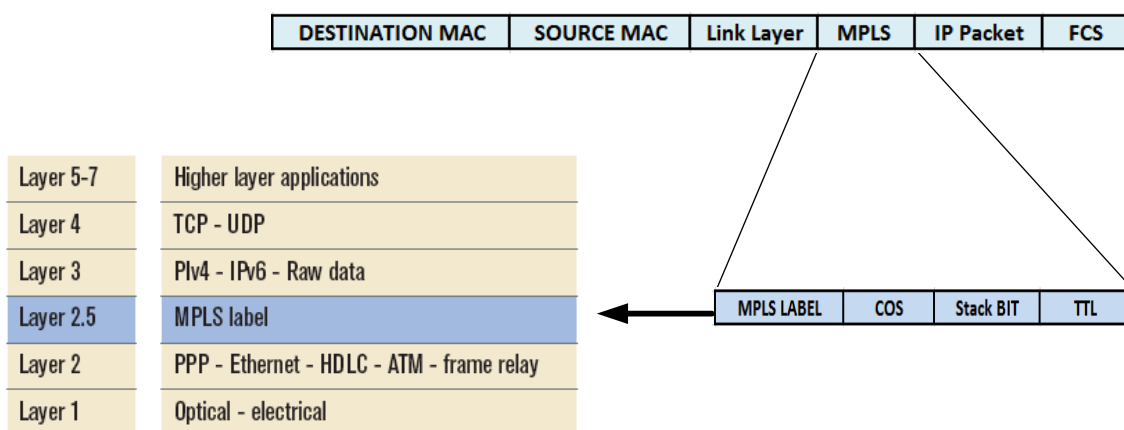 DESTINATION MAC SOURCE MAC Link Layer MPLS IP Packet FCS
Layer 5-7 Higher layer applications
Layer 4 TCP - UDP
Layer 3 PIv4 - IPv6 - Raw data
Layer 2.5 MPLS label
MPLS LABEL COS Stack BIT TTL
Layer 2 PPP - Ethernet - HDLC - ATM - frame relay
Layer 1 Optical - electrical